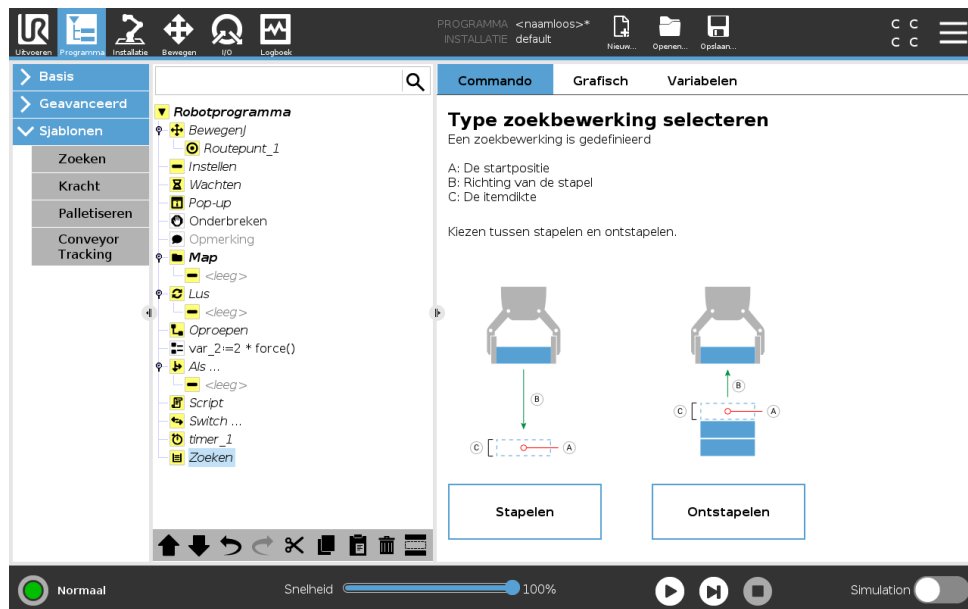 UR
PROGRAMMA <naamloos>*
INSTALLATIE default
Uitvoeren Programma Installatie Bewegen I/O Logboek
Nieuw... Openen... Opslaan...
C C
C C
Basis
Geavanceerd
Sjablonen
Zoeken
Kracht
Palletiseren
Conveyor
Tracking
Robotprogramma
BewegenJ
Routepunt_1
Instellen
Wachten
Pop-up
Onderbreken
Opmerking
Map
<leeg>
Lus
<leeg>
Oproepen
var_2:=2 * force()
Als ...
<leeg>
Script
Switch ...
timer_1
Zoeken
Commando Grafisch Variabelen
Type zoekbewerking selecteren
Een zoekbewerking is gedefinieerd
A: De startpositie
B: Richting van de stapel
C: De itemdikte
Kiezen tussen stapelen en ontstapelen.
B
C A
B
C A
Stapelen Ontstapelen
Normaal Snelheid 100% Simulation